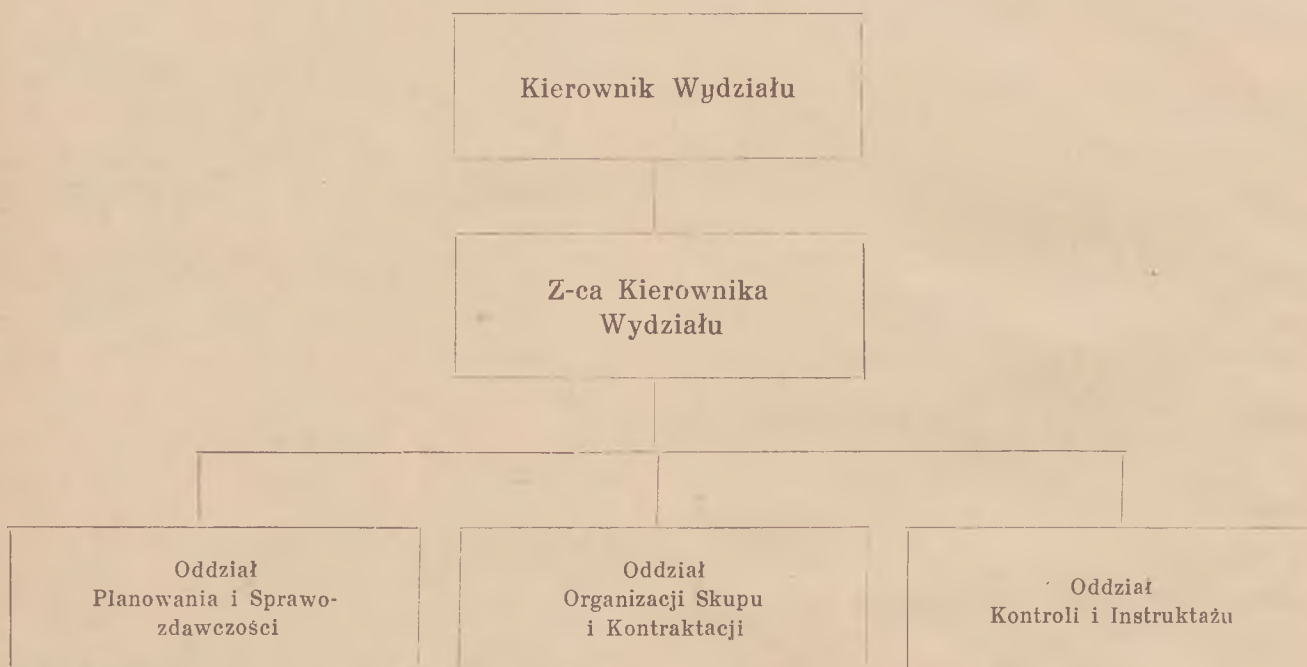 Kierownik Wydziału
Z-ca Kierownika
Wydziału
Oddział
Planowania i Sprawo-
zdawczości
Oddział
Organizacji Skupu
i Kontraktacji
Oddział
Kontroli i Instruktażu